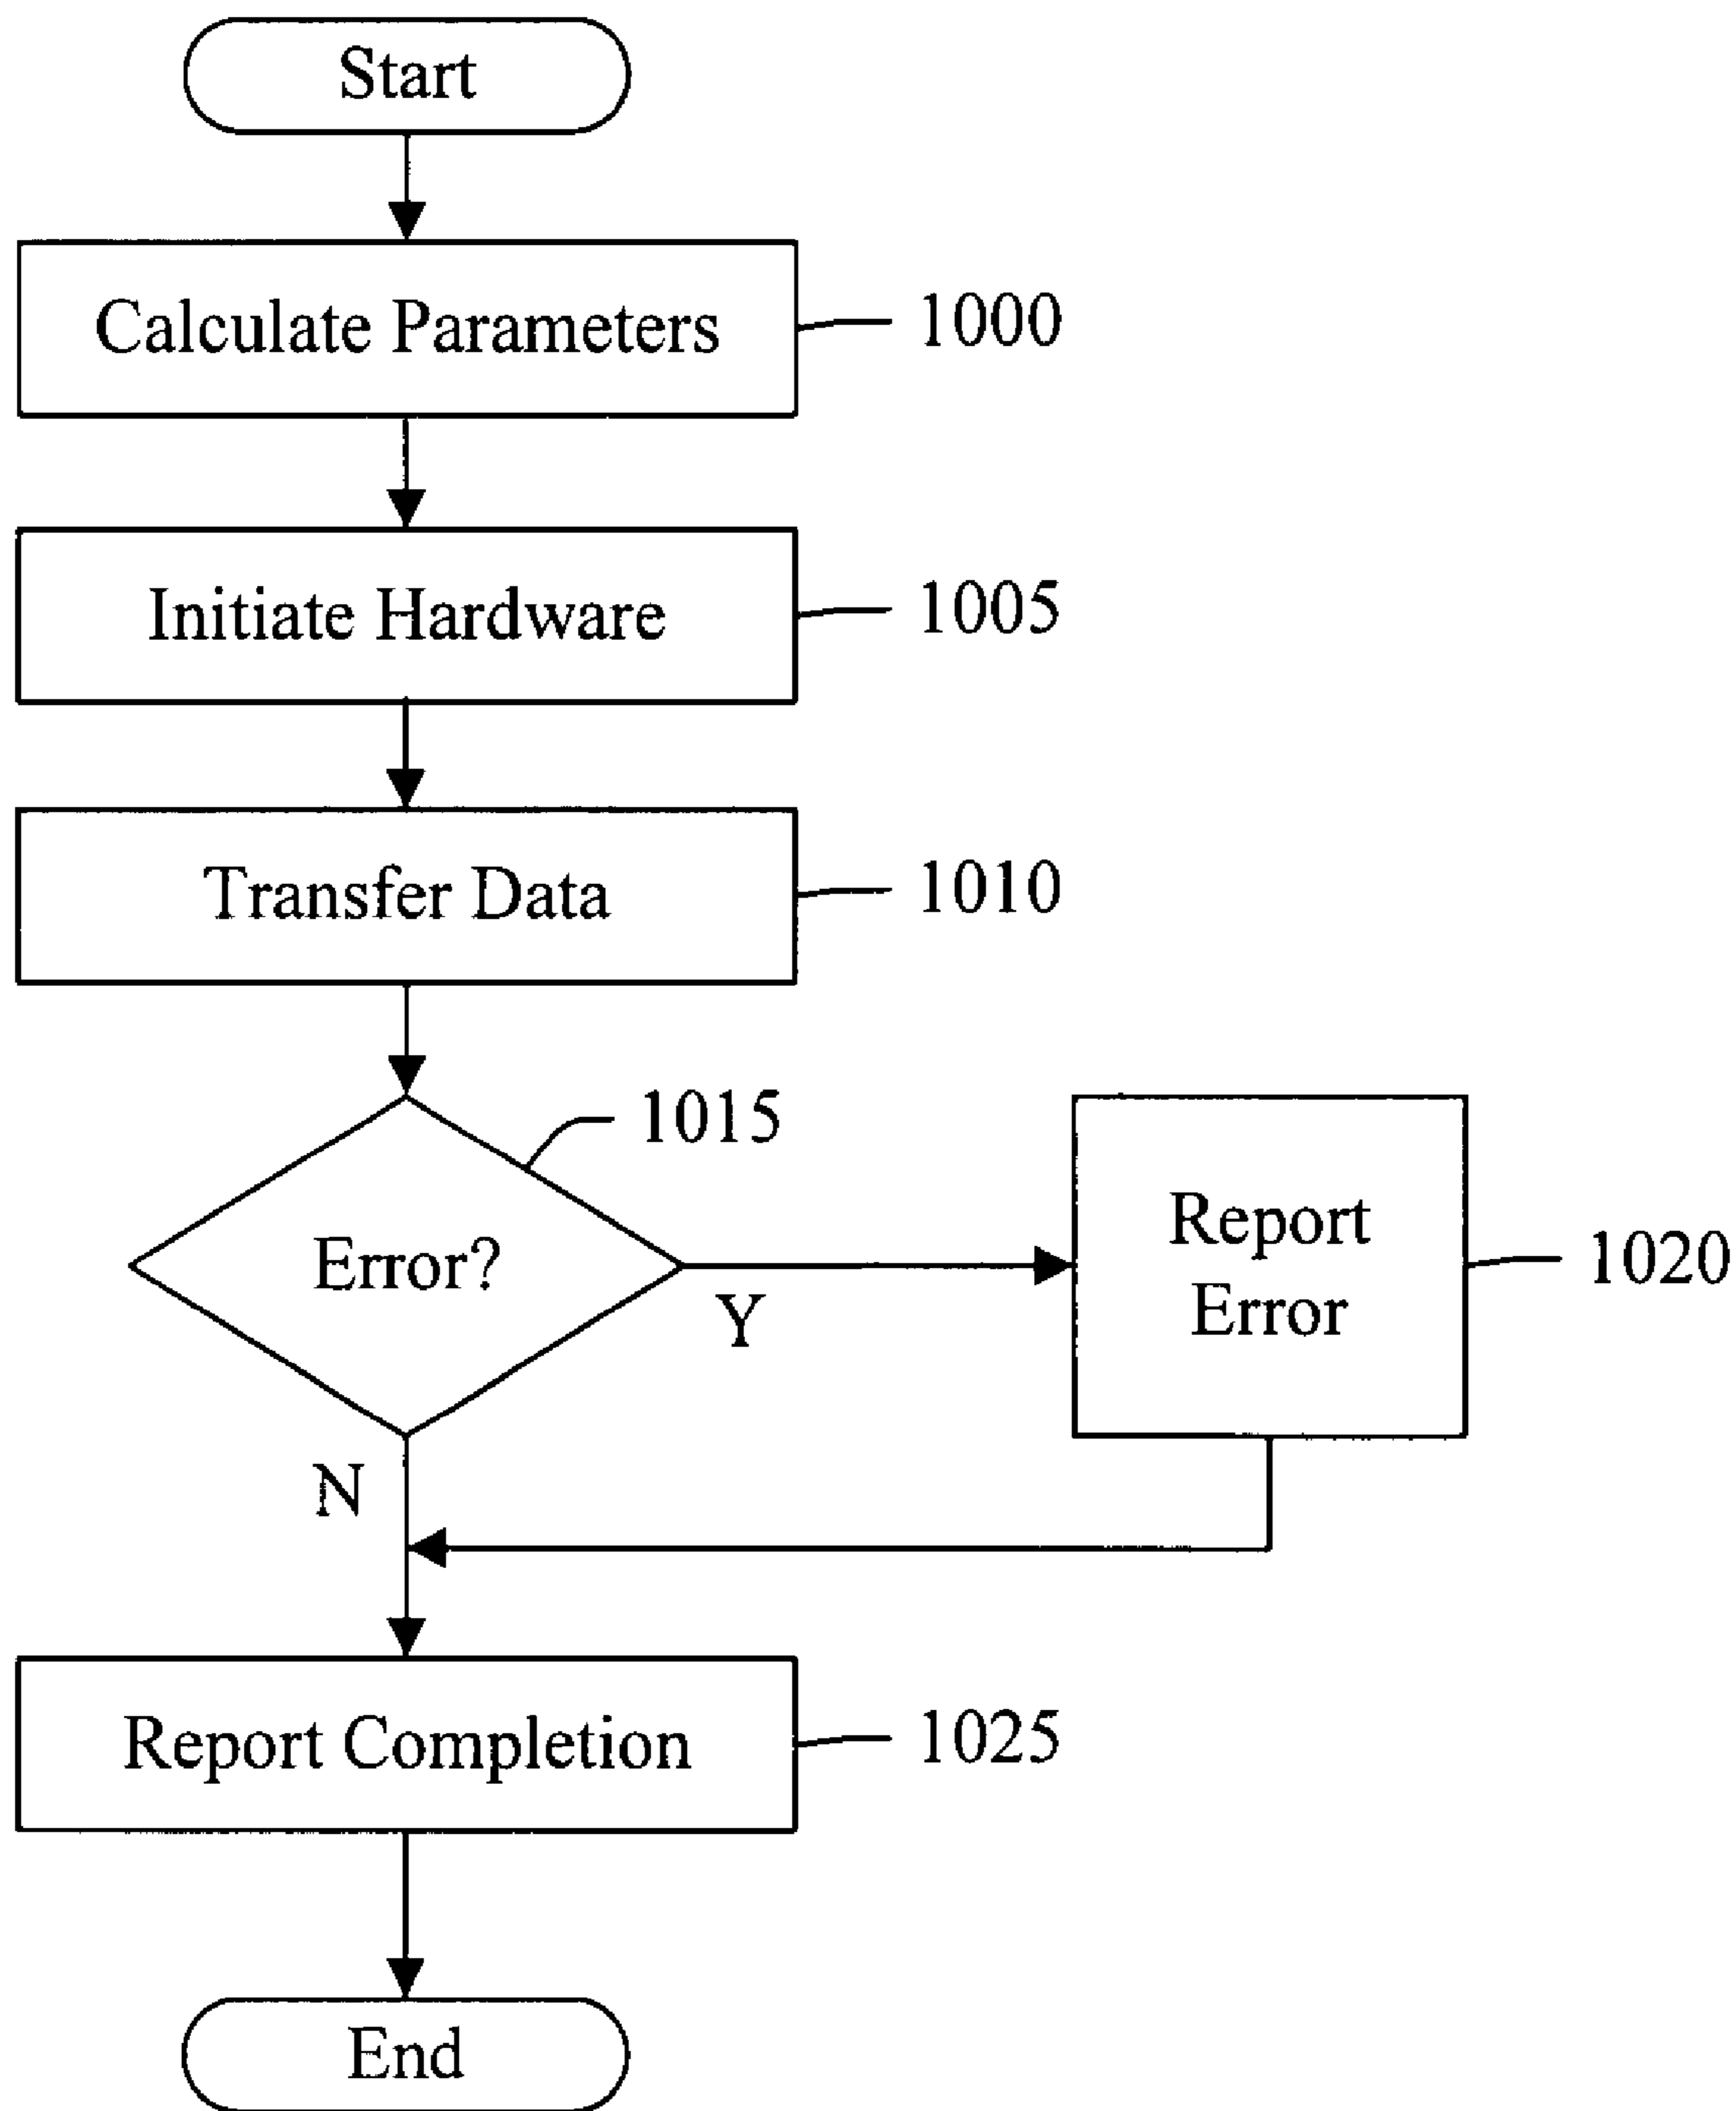 Start
Calculate Parameters
1000
Initiate Hardware
1005
Transfer Data
1010
1015
Error?
Y
Report
Error
1020
N
Report Completion
1025
End